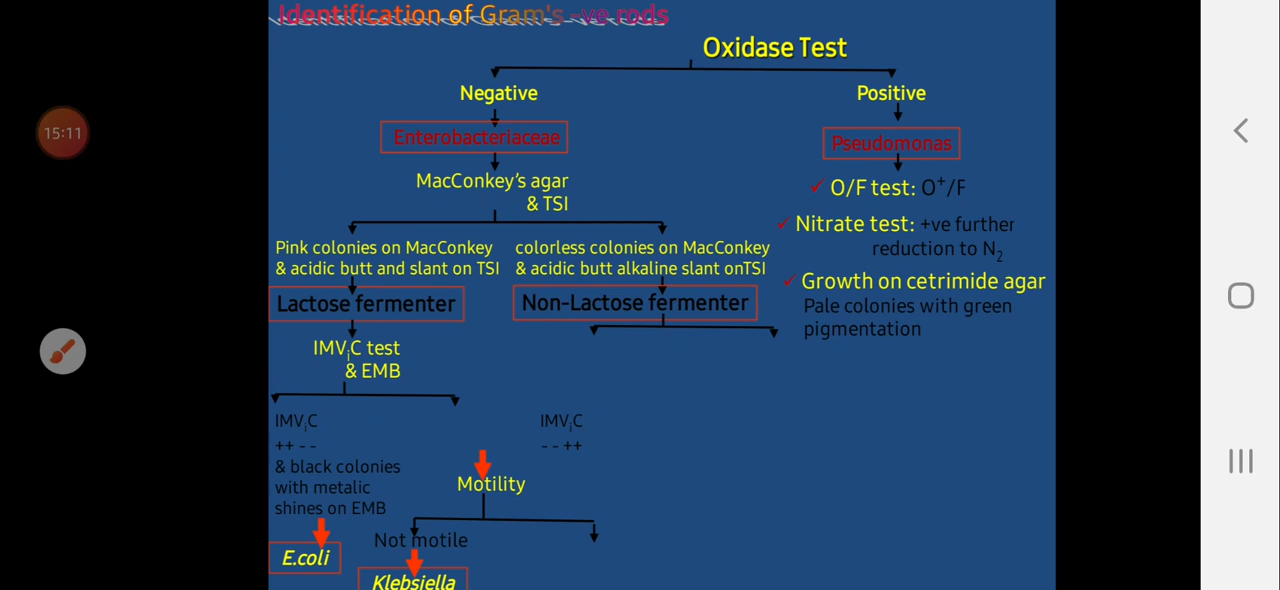 Identification of Gram's -ve rods
Oxidase Test
Negative
Positive
Enterobacteriaceae
Pseudomonas
MacConkey's agar
& TSI
✓ O/F test: O⁺/F
✓ Nitrate test: +ve further
reduction to N₂
Pink colonies on MacConkey
& acidic butt and slant on TSI
colorless colonies on MacConkey
& acidic butt alkaline slant onTSI
✓ Growth on cetrimide agar
Pale colonies with green
pigmentation
Lactose fermenter
Non-Lactose fermenter
IMViC test
& EMB
IMViC
++ - -
& black colonies
with metalic
shines on EMB
IMViC
- - ++
Motility
Not motile
E.coli
Klebsiella
15:11